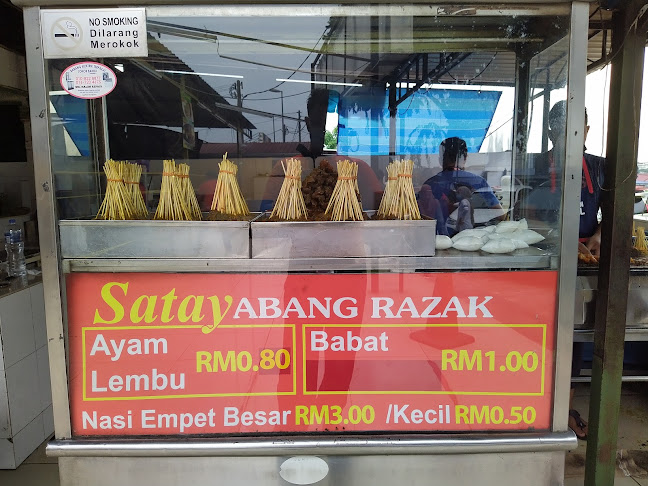 NO SMOKING
Dilarang
Merokok
Satay ABANG RAZAK
Ayam
Lembu
RM0.80
Babat
RM1.00
Nasi Empet Besar RM3.00 /Kecil RM0.50